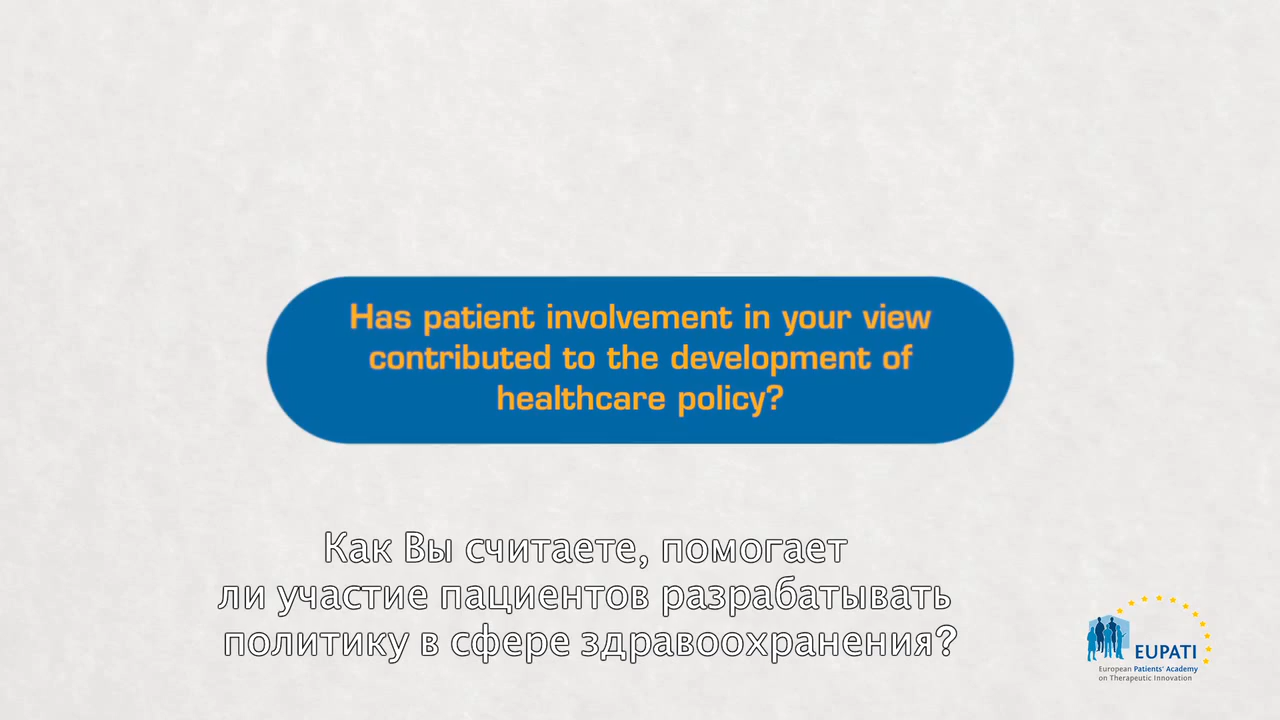 Has patient involvement in your view
contributed to the development of
healthcare policy?
Как Вы считаете, помогает
ли участие пациентов разрабатывать
политику в сфере здравоохранения?
EUPATI
European Patients' Academy
on Therapeutic Innovation